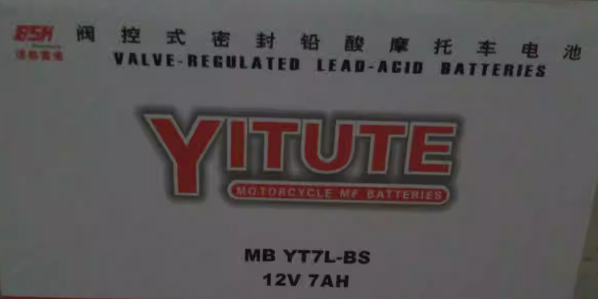 BSH
阀控式密封铅酸摩托车电池
VALVE-REGULATED LEAD-ACID BATTERIES
YITUTE
MOTORCYCLE MF BATTERIES
MB YT7L-BS
12V 7AH